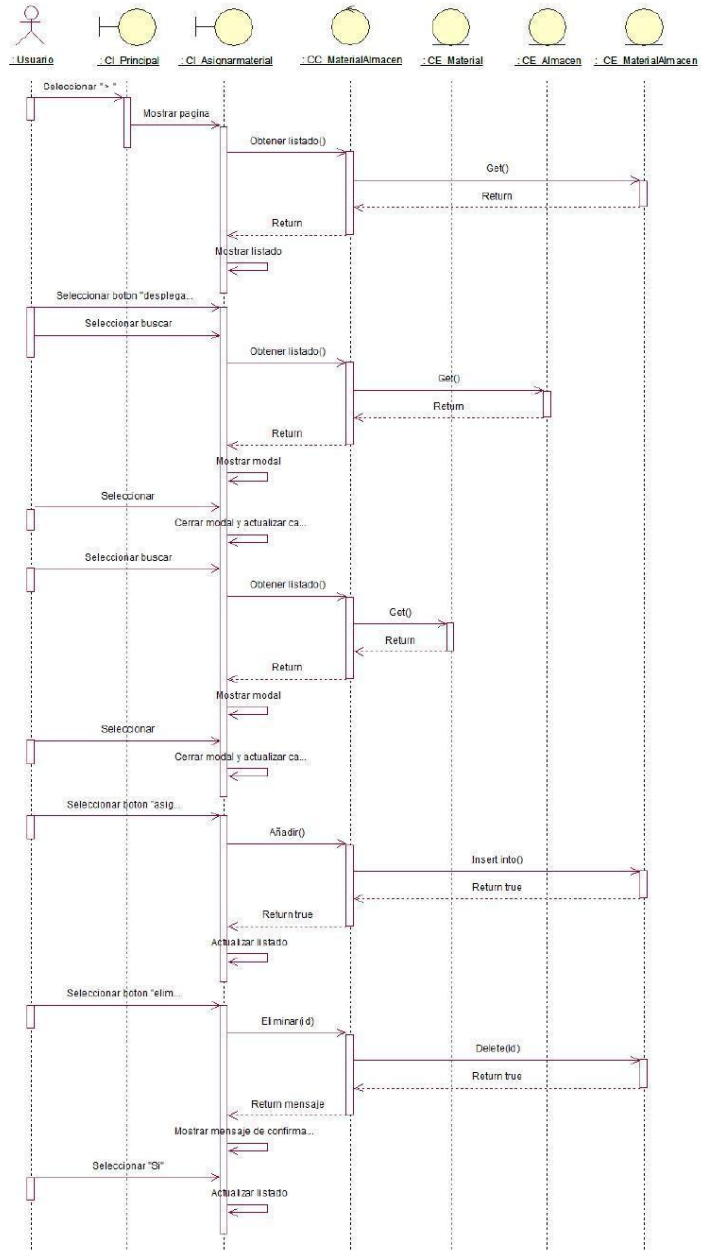 : Usuario
: CI_Principal
: CI_Asignarmaterial
: CC_MaterialAlmacen
: CE_Material
: CE_Almacen
: CE_MaterialAlmacen
Seleccionar "> "
Mostrar pagina
Obtener listado()
Get()
Return
Return
Mostrar listado
Seleccionar boton "desplega...
Seleccionar buscar
Obtener listado()
Get()
Return
Return
Mostrar modal
Seleccionar
Cerrar modal y actualizar ca...
Seleccionar buscar
Obtener listado()
Get()
Return
Return
Mostrar modal
Seleccionar
Cerrar modal y actualizar ca...
Seleccionar boton "asig...
Añadir()
Insert into()
Return true
Return true
Actualizar listado
Seleccionar boton "elim...
Eliminar(id)
Delete(id)
Return true
Return mensaje
Mostrar mensaje de confirma...
Seleccionar "Si"
Actualizar listado